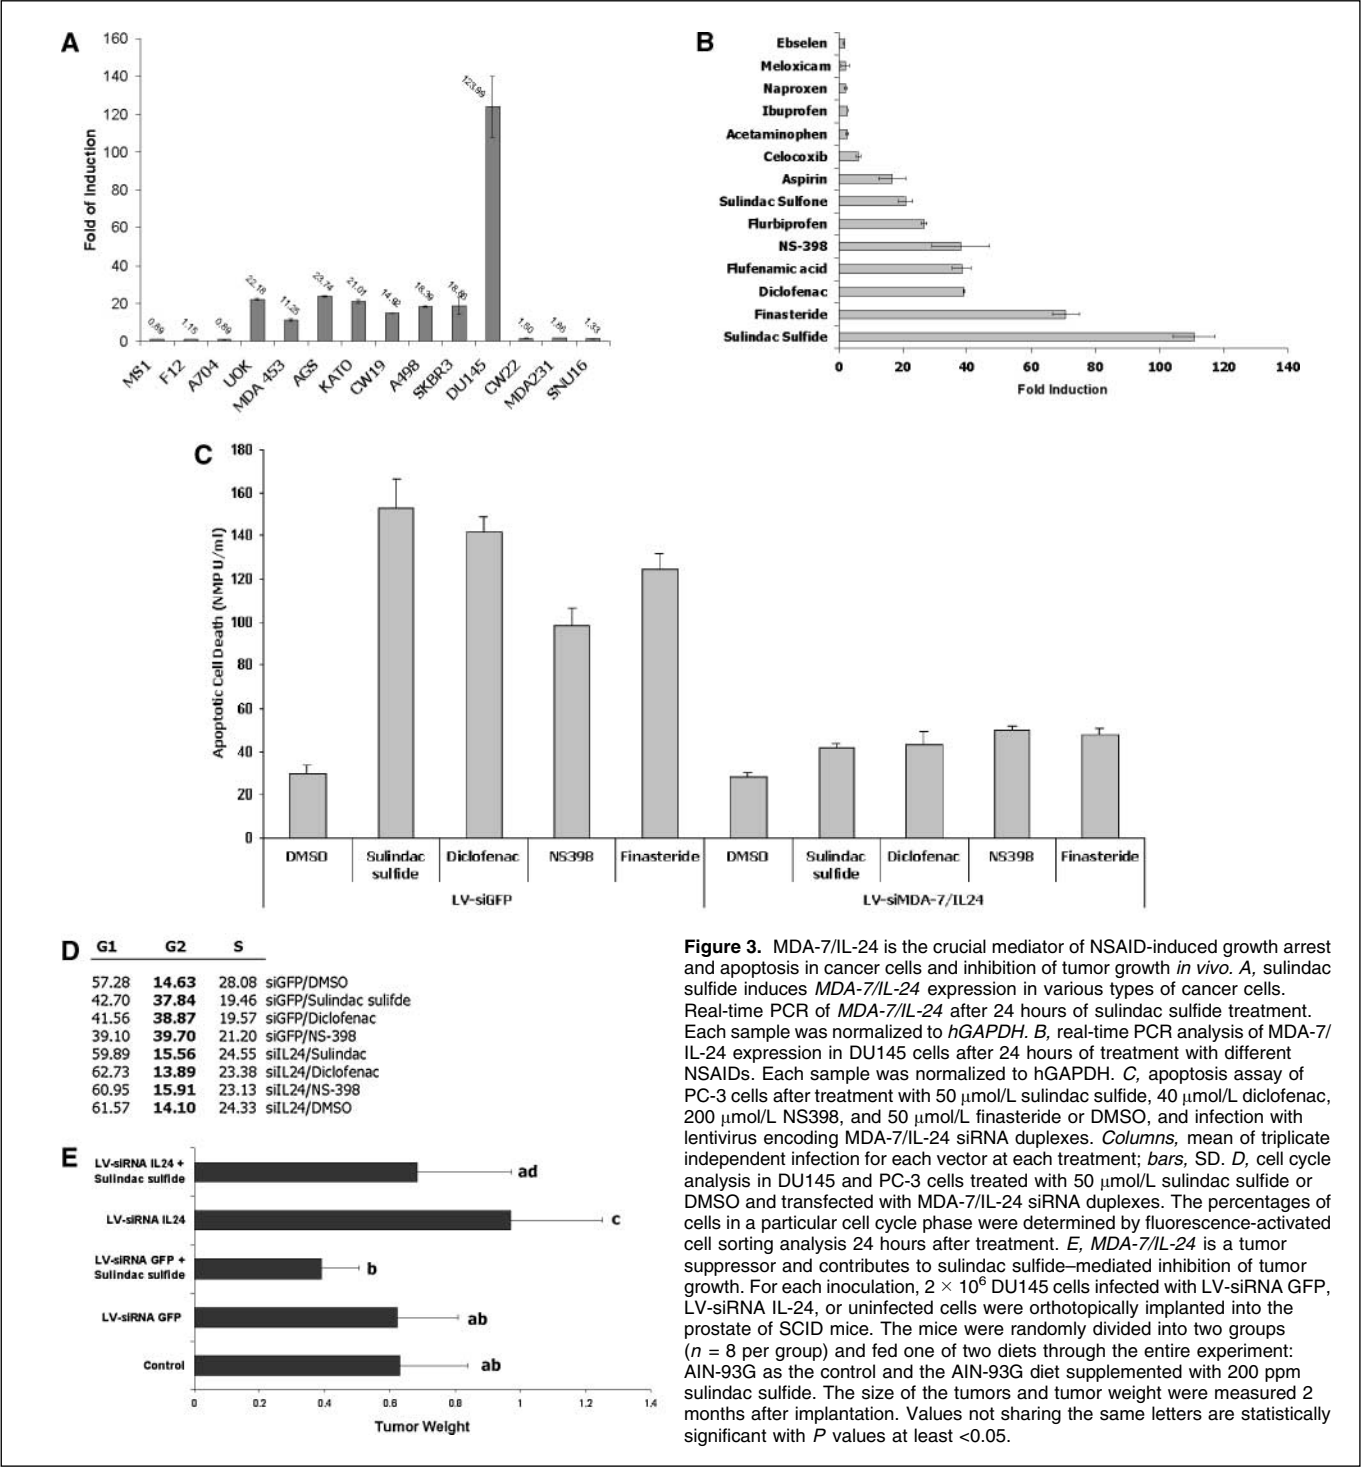 A
160
140
120
100
80
60
40
20
0
Fold of Induction
0.89
1.15
0.89
22.18
11.25
23.74
21.01
14.92
18.39
18.86
123.99
1.50
1.86
1.33
MS1
F12
A704
UOK
MDA 453
AGS
KATO
CW19
A498
SKBR3
DU145
CW22
MDA231
SNU16
B
Ebselen
Meloxicam
Naproxen
Ibuprofen
Acetaminophen
Celocoxib
Aspirin
Sulindac Sulfone
Flurbiprofen
NS-398
Flufenamic acid
Diclofenac
Finasteride
Sulindac Sulfide
0 20 40 60 80 100 120 140
Fold Induction
C
180
160
140
120
100
80
60
40
20
0
Apoptotic Cell Death (NMP U/ml)
DMSO Sulindac sulfide Diclofenac NS398 Finasteride DMSO Sulindac sulfide Diclofenac NS398 Finasteride
LV-siGFP LV-siMDA-7/IL24
D G1 G2 S
57.28 14.63 28.08 siGFP/DMSO
42.70 37.84 19.46 siGFP/Sulindac sulifde
41.56 38.87 19.57 siGFP/Diclofenac
39.10 39.70 21.20 siGFP/NS-398
59.89 15.56 24.55 siIL24/Sulindac
62.73 13.89 23.38 siIL24/Diclofenac
60.95 15.91 23.13 siIL24/NS-398
61.57 14.10 24.33 siIL24/DMSO
E
LV-siRNA IL24 +
Sulindac sulfide
ad
LV-siRNA IL24
c
LV-siRNA GFP +
Sulindac sulfide
b
LV-siRNA GFP
ab
Control
ab
0 0.2 0.4 0.6 0.8 1 1.2 1.4
Tumor Weight
Figure 3. MDA-7/IL-24 is the crucial mediator of NSAID-induced growth arrest
and apoptosis in cancer cells and inhibition of tumor growth in vivo. A, sulindac
sulfide induces MDA-7/IL-24 expression in various types of cancer cells.
Real-time PCR of MDA-7/IL-24 after 24 hours of sulindac sulfide treatment.
Each sample was normalized to hGAPDH. B, real-time PCR analysis of MDA-7/
IL-24 expression in DU145 cells after 24 hours of treatment with different
NSAIDs. Each sample was normalized to hGAPDH. C, apoptosis assay of
PC-3 cells after treatment with 50 μmol/L sulindac sulfide, 40 μmol/L diclofenac,
200 μmol/L NS398, and 50 μmol/L finasteride or DMSO, and infection with
lentivirus encoding MDA-7/IL-24 siRNA duplexes. Columns, mean of triplicate
independent infection for each vector at each treatment; bars, SD. D, cell cycle
analysis in DU145 and PC-3 cells treated with 50 μmol/L sulindac sulfide or
DMSO and transfected with MDA-7/IL-24 siRNA duplexes. The percentages of
cells in a particular cell cycle phase were determined by fluorescence-activated
cell sorting analysis 24 hours after treatment. E, MDA-7/IL-24 is a tumor
suppressor and contributes to sulindac sulfide–mediated inhibition of tumor
growth. For each inoculation, 2 × 10⁶ DU145 cells infected with LV-siRNA GFP,
LV-siRNA IL-24, or uninfected cells were orthotopically implanted into the
prostate of SCID mice. The mice were randomly divided into two groups
(n = 8 per group) and fed one of two diets through the entire experiment:
AIN-93G as the control and the AIN-93G diet supplemented with 200 ppm
sulindac sulfide. The size of the tumors and tumor weight were measured 2
months after implantation. Values not sharing the same letters are statistically
significant with P values at least <0.05.